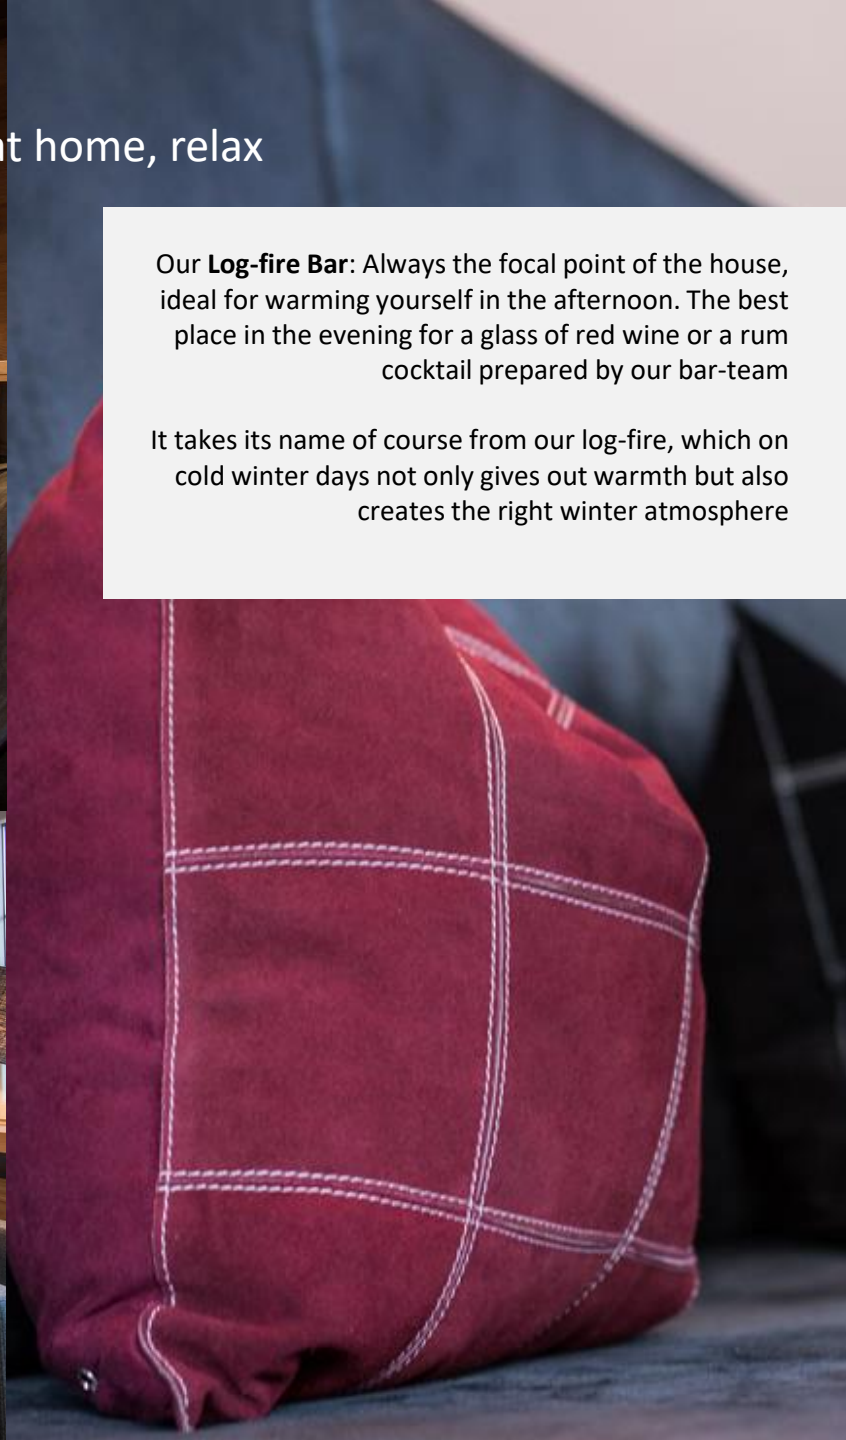 home, relax
Our Log-fire Bar: Always the focal point of the house,
ideal for warming yourself in the afternoon. The best
place in the evening for a glass of red wine or a rum
cocktail prepared by our bar-team
It takes its name of course from our log-fire, which on
cold winter days not only gives out warmth but also
creates the right winter atmosphere